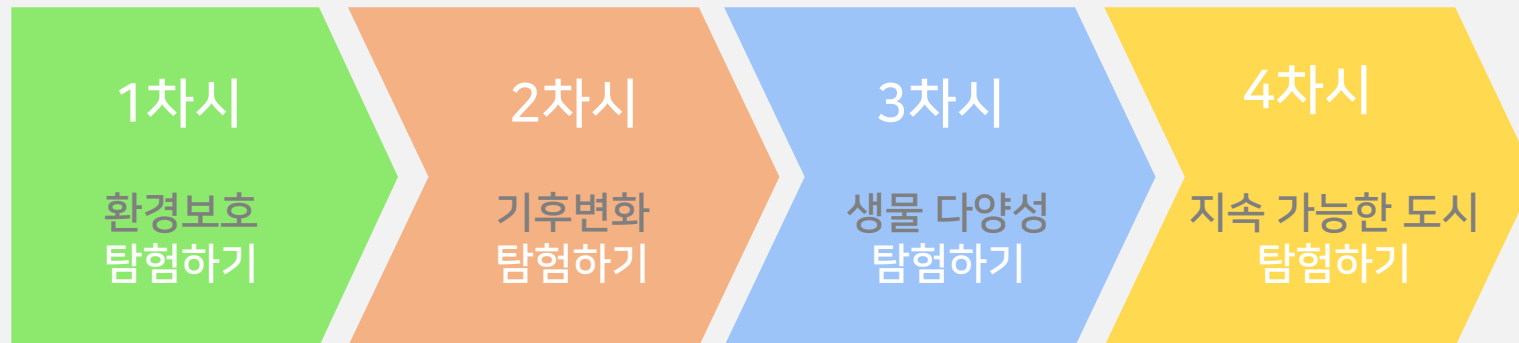 1차시
환경보호
탐험하기
2차시
기후변화
탐험하기
3차시
생물 다양성
탐험하기
4차시
지속 가능한 도시
탐험하기